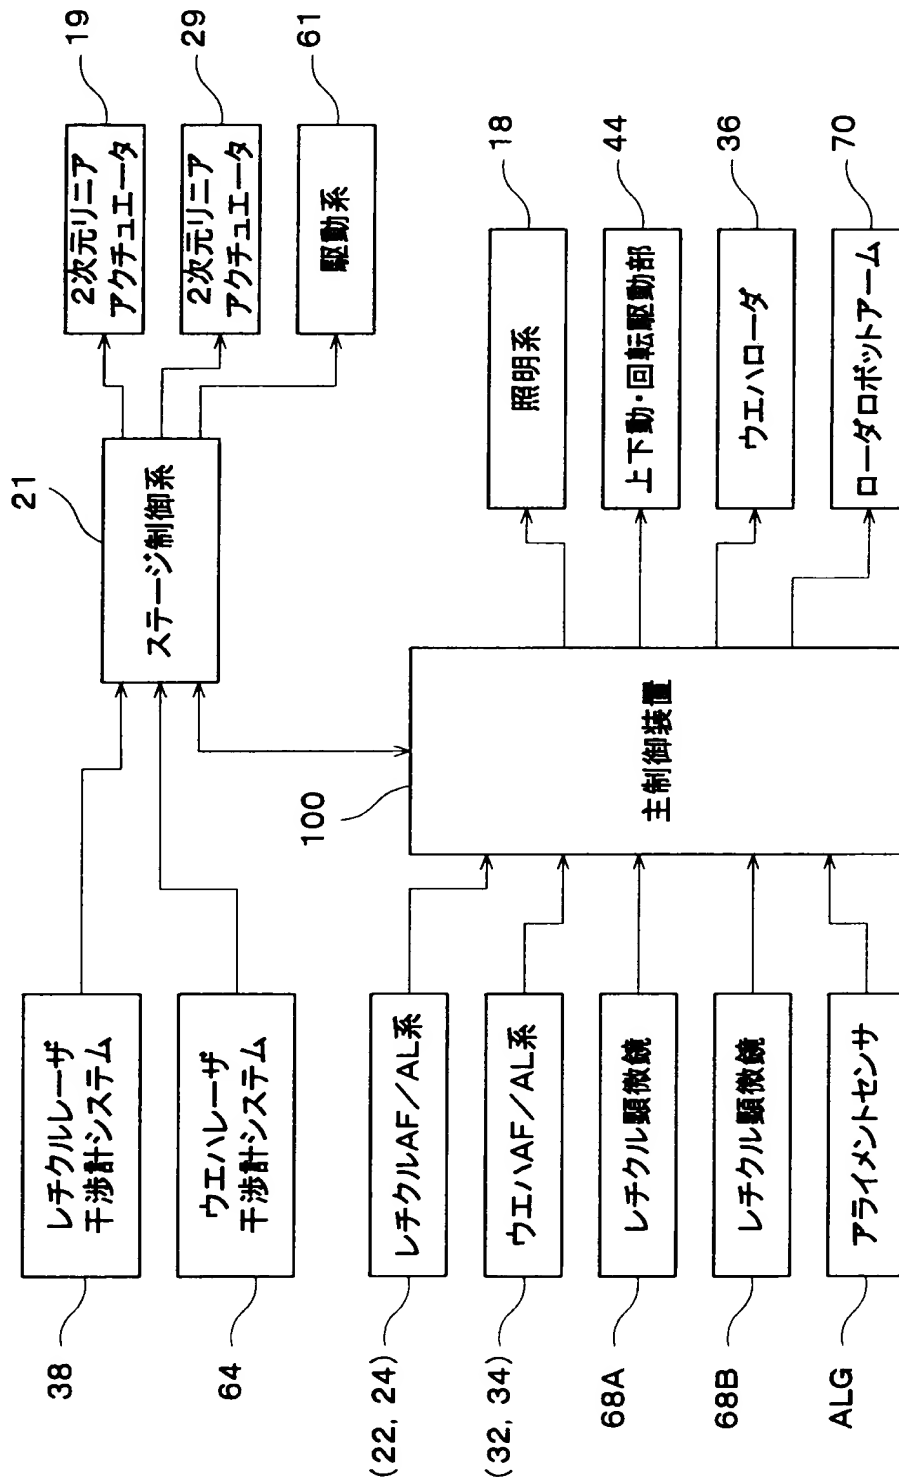 38
レチクルレーザ
干渉計システム
64
ウエハレーザ
干渉計システム
(22, 24)
レチクルAF／AL系
(32, 34)
ウエハAF／AL系
68A
レチクル顕微鏡
68B
レチクル顕微鏡
ALG
アライメントセンサ
21
ステージ制御系
100
主制御装置
2次元リニア
アクチュエータ
19
2次元リニア
アクチュエータ
29
駆動系
61
照明系
18
上下動・回転駆動部
44
ウエハローダ
36
ローダロボットアーム
70